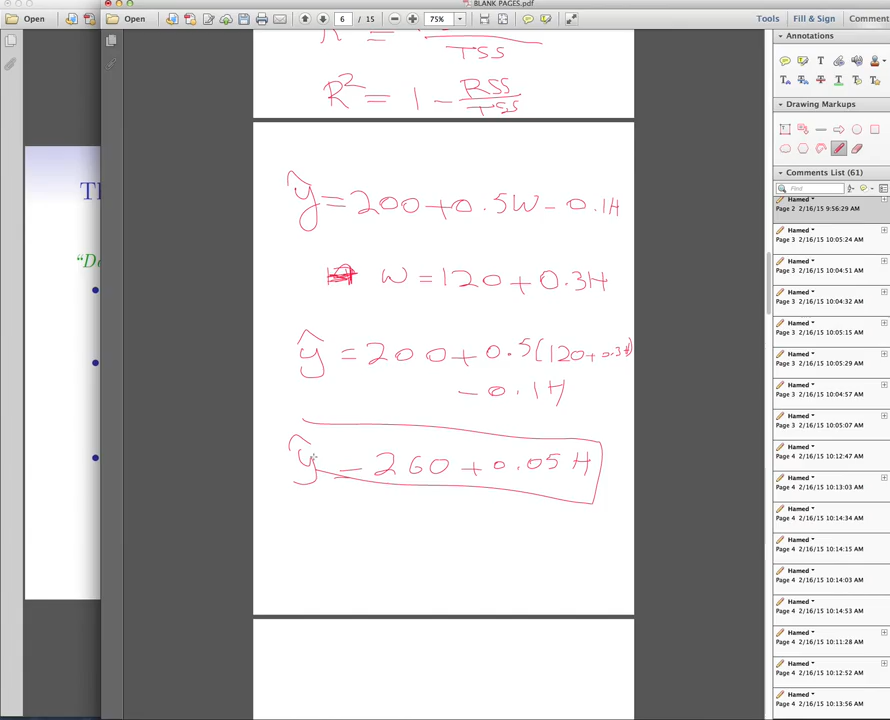 BLANK PAGES.pdf
Open
Open
6 / 15
75%
Tools
Fill & Sign
Comment
TSS
R² = 1 - RSS/TSS
ŷ = 200 + 0.5W - 0.1H
W = 120 + 0.3H
ŷ = 200 + 0.5(120 + 0.3H)
- 0.1H
ŷ = 260 + 0.05H
"Do
Annotations
T
T T T T
Drawing Markups
Comments List (61)
Find
Hamed
Page 2 2/16/15 9:56:29 AM
Hamed
Page 3 2/16/15 10:05:24 AM
Hamed
Page 3 2/16/15 10:04:51 AM
Hamed
Page 3 2/16/15 10:04:32 AM
Hamed
Page 3 2/16/15 10:05:15 AM
Hamed
Page 3 2/16/15 10:05:29 AM
Hamed
Page 3 2/16/15 10:04:57 AM
Hamed
Page 3 2/16/15 10:05:07 AM
Hamed
Page 4 2/16/15 10:12:47 AM
Hamed
Page 4 2/16/15 10:13:03 AM
Hamed
Page 4 2/16/15 10:14:34 AM
Hamed
Page 4 2/16/15 10:14:15 AM
Hamed
Page 4 2/16/15 10:14:03 AM
Hamed
Page 4 2/16/15 10:14:53 AM
Hamed
Page 4 2/16/15 10:11:28 AM
Hamed
Page 4 2/16/15 10:12:52 AM
Hamed
Page 4 2/16/15 10:13:56 AM